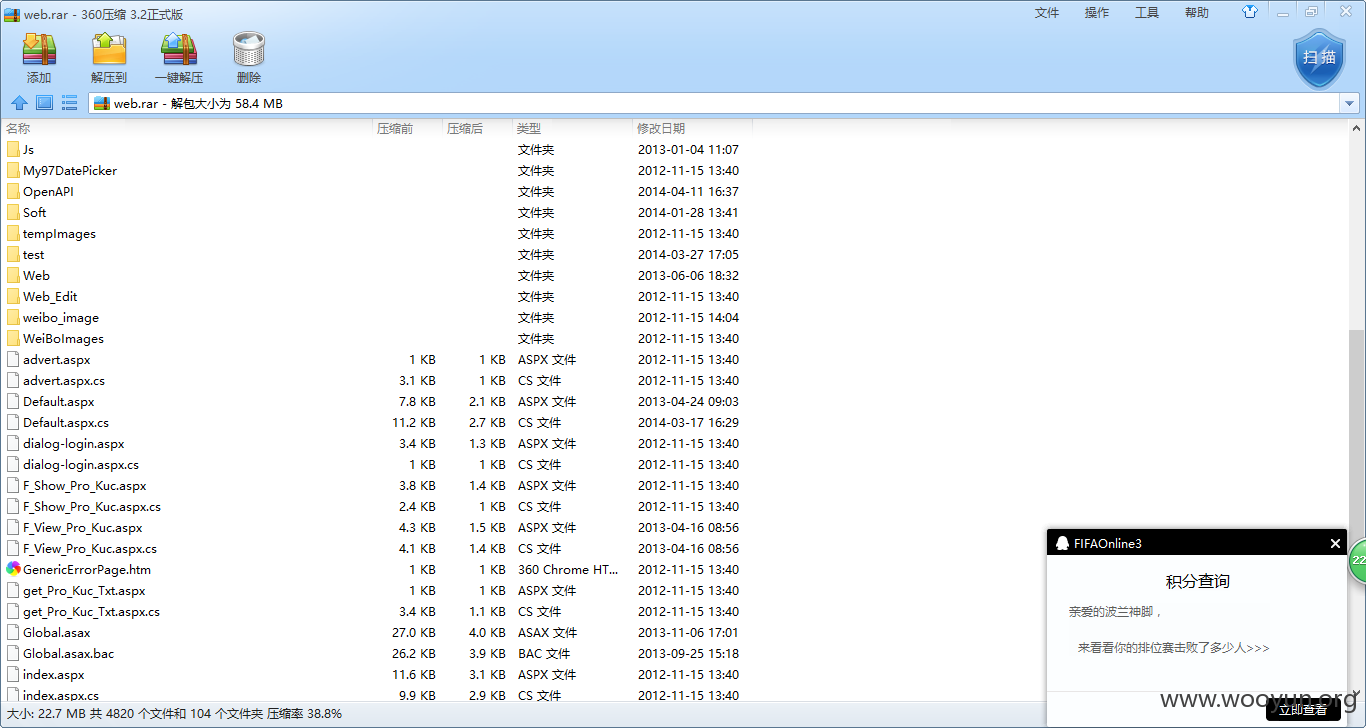 web.rar - 360压缩 3.2正式版
文件 操作 工具 帮助
添加 解压到 一键解压 删除
扫描
web.rar - 解包大小为 58.4 MB
名称 压缩前 压缩后 类型 修改日期
Js 文件夹 2013-01-04 11:07
My97DatePicker 文件夹 2012-11-15 13:40
OpenAPI 文件夹 2014-04-11 16:37
Soft 文件夹 2014-01-28 13:41
tempImages 文件夹 2012-11-15 13:40
test 文件夹 2014-03-27 17:05
Web 文件夹 2013-06-06 18:32
Web_Edit 文件夹 2012-11-15 13:40
weibo_image 文件夹 2012-11-15 14:04
WeiBoImages 文件夹 2012-11-15 13:40
advert.aspx 1 KB 1 KB ASPX 文件 2012-11-15 13:40
advert.aspx.cs 3.1 KB 1 KB CS 文件 2012-11-15 13:40
Default.aspx 7.8 KB 2.1 KB ASPX 文件 2013-04-24 09:03
Default.aspx.cs 11.2 KB 2.7 KB CS 文件 2014-03-17 16:29
dialog-login.aspx 3.4 KB 1.3 KB ASPX 文件 2012-11-15 13:40
dialog-login.aspx.cs 1 KB 1 KB CS 文件 2012-11-15 13:40
F_Show_Pro_Kuc.aspx 3.8 KB 1.4 KB ASPX 文件 2012-11-15 13:40
F_Show_Pro_Kuc.aspx.cs 2.4 KB 1 KB CS 文件 2012-11-15 13:40
F_View_Pro_Kuc.aspx 4.3 KB 1.5 KB ASPX 文件 2013-04-16 08:56
F_View_Pro_Kuc.aspx.cs 4.1 KB 1.4 KB CS 文件 2013-04-16 08:56
GenericErrorPage.htm 1 KB 1 KB 360 Chrome HT... 2012-11-15 13:40
get_Pro_Kuc_Txt.aspx 1 KB 1 KB ASPX 文件 2012-11-15 13:40
get_Pro_Kuc_Txt.aspx.cs 3.4 KB 1.1 KB CS 文件 2012-11-15 13:40
Global.asax 27.0 KB 4.0 KB ASAX 文件 2013-11-06 17:01
Global.asax.bac 26.2 KB 3.9 KB BAC 文件 2013-09-25 15:18
index.aspx 11.6 KB 3.1 KB ASPX 文件 2012-11-15 13:40
index.aspx.cs 9.9 KB 2.9 KB CS 文件 2012-11-15 13:40
大小: 22.7 MB 共 4820 个文件和 104 个文件夹 压缩率 38.8%
FIFAOnline3
22
积分查询
亲爱的波兰神脚，
来看看你的排位赛击败了多少人>>>
www.wooyun.org
立即查看